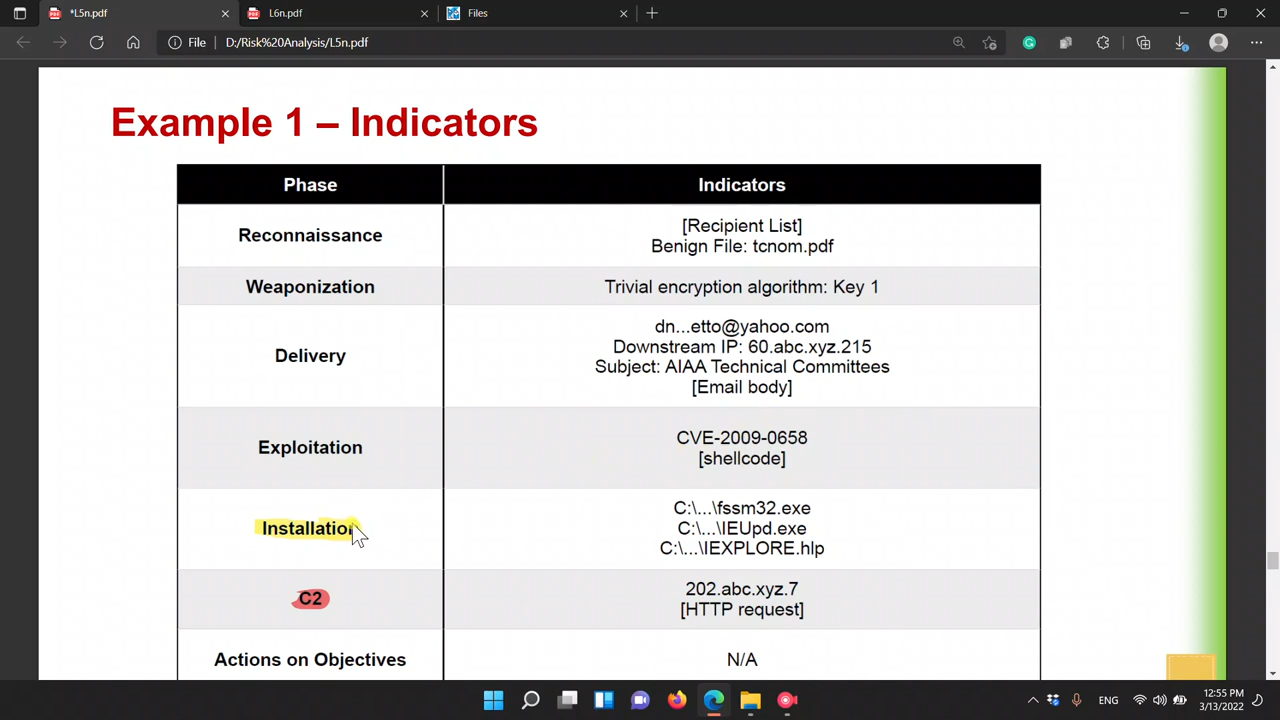 *L5n.pdf
L6n.pdf
Files
File
D:/Risk%20Analysis/L5n.pdf
Example 1 – Indicators
Phase
Indicators
Reconnaissance
[Recipient List]
Benign File: tcnom.pdf
Weaponization
Trivial encryption algorithm: Key 1
Delivery
dn...etto@yahoo.com
Downstream IP: 60.abc.xyz.215
Subject: AIAA Technical Committees
[Email body]
Exploitation
CVE-2009-0658
[shellcode]
Installation
C:\...\fssm32.exe
C:\...\IEUpd.exe
C:\...\IEXPLORE.hlp
C2
202.abc.xyz.7
[HTTP request]
Actions on Objectives
N/A
ENG
12:55 PM
3/13/2022